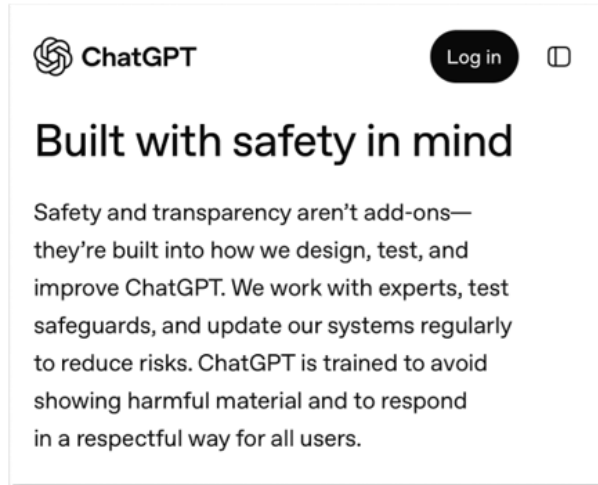 ChatGPT
Log in
Built with safety in mind
Safety and transparency aren’t add-ons—
they’re built into how we design, test, and
improve ChatGPT. We work with experts, test
safeguards, and update our systems regularly
to reduce risks. ChatGPT is trained to avoid
showing harmful material and to respond
in a respectful way for all users.